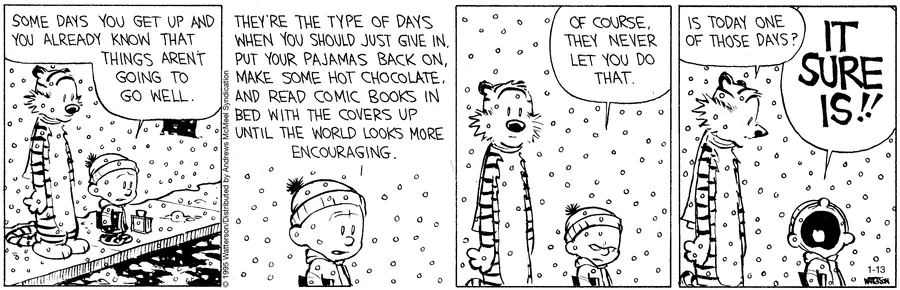 SOME DAYS YOU GET UP AND
YOU ALREADY KNOW THAT
THINGS AREN'T
GOING TO
GO WELL.
© 1995 Watterson/Distributed by Andrews McMeel Syndication
THEY'RE THE TYPE OF DAYS
WHEN YOU SHOULD JUST GIVE IN,
PUT YOUR PAJAMAS BACK ON,
MAKE SOME HOT CHOCOLATE,
AND READ COMIC BOOKS IN
BED WITH THE COVERS UP
UNTIL THE WORLD LOOKS MORE
ENCOURAGING.
OF COURSE,
THEY NEVER
LET YOU DO
THAT.
IS TODAY ONE
OF THOSE DAYS?
IT
SURE
IS!!
1-13
WATTERSON